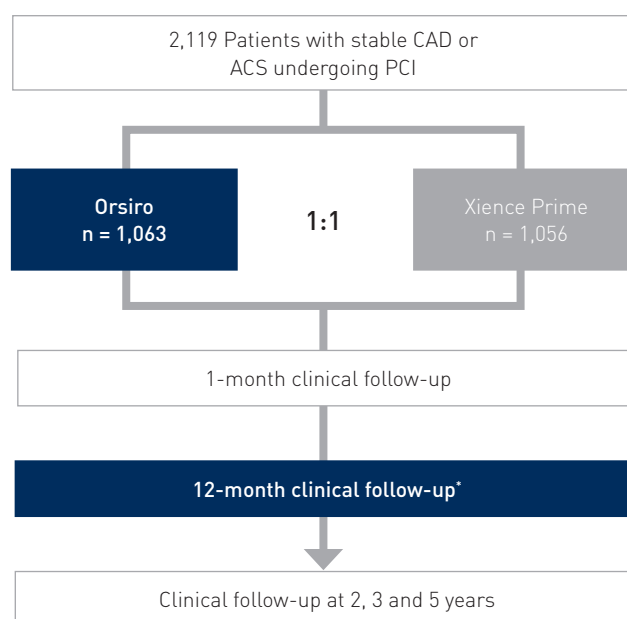 2,119 Patients with stable CAD or
ACS undergoing PCI
Orsiro
n = 1,063
1:1
Xience Prime
n = 1,056
1-month clinical follow-up
12-month clinical follow-up*
Clinical follow-up at 2, 3 and 5 years